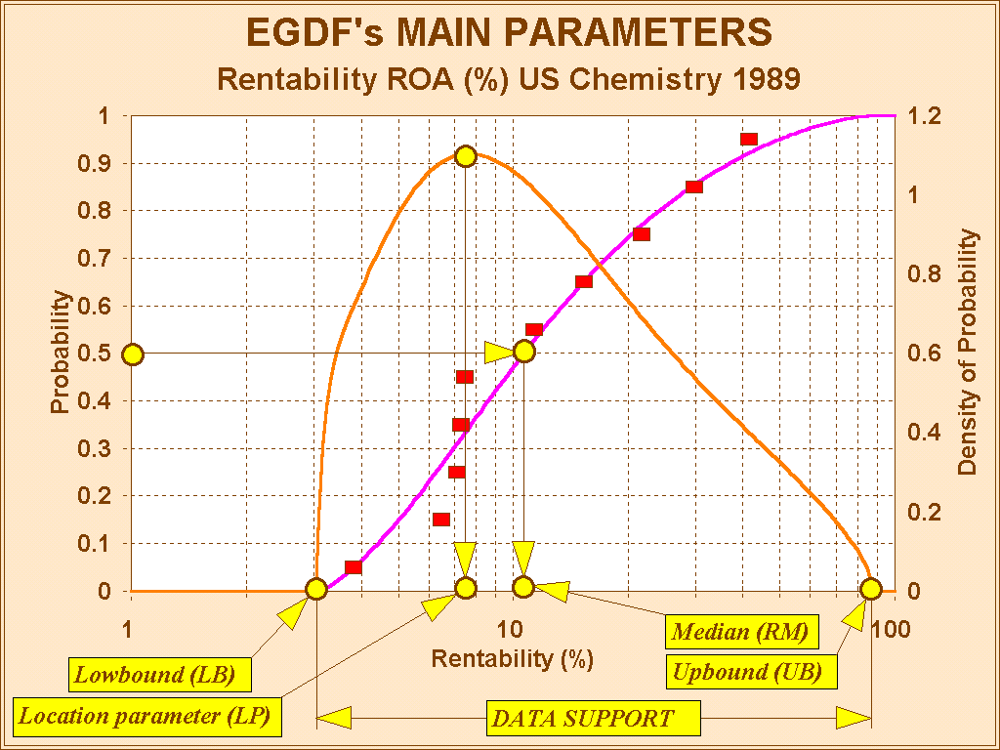 EGDF's MAIN PARAMETERS
Rentability ROA (%) US Chemistry 1989
1
0.9
0.8
0.7
0.6
0.5
0.4
0.3
0.2
0.1
0
Probability
1.2
1
0.8
0.6
0.4
0.2
0
Density of Probability
1 10 100
Rentability (%)
Median (RM)
Lowbound (LB)
Upbound (UB)
Location parameter (LP)
DATA SUPPORT